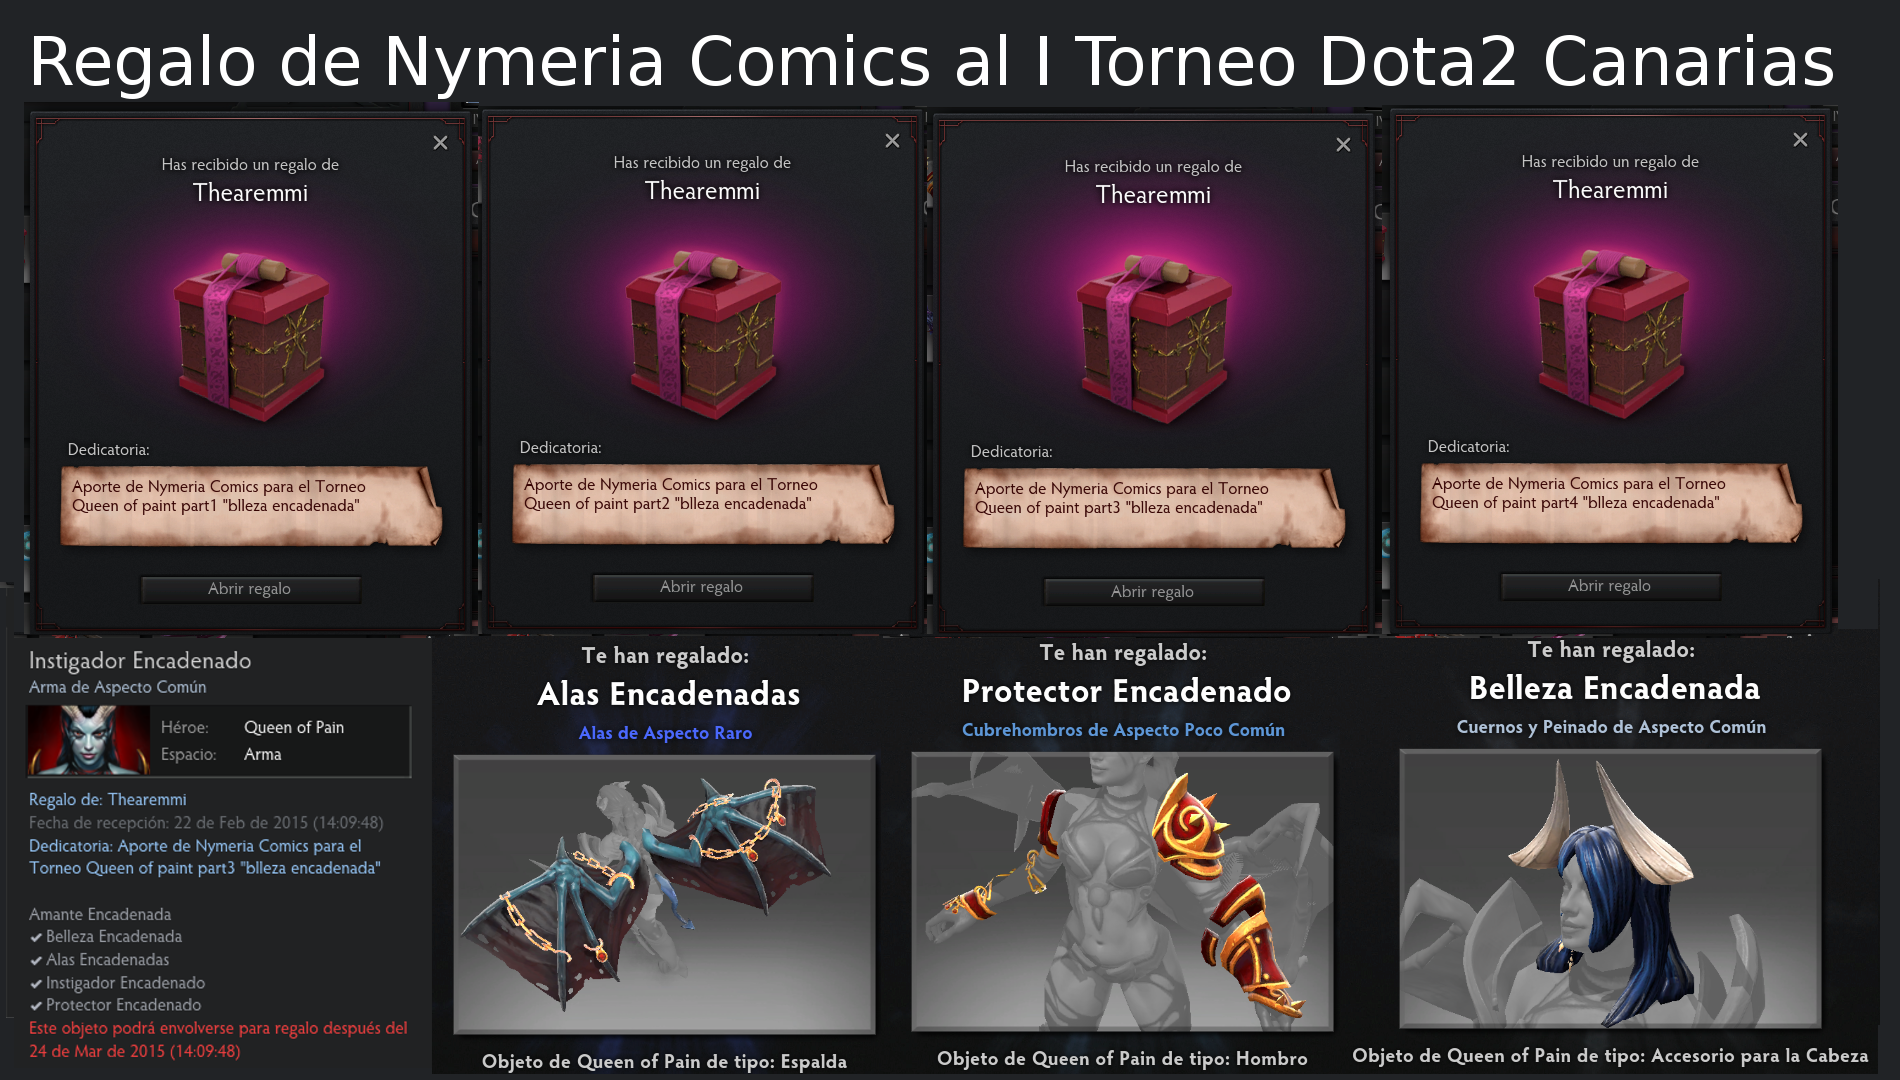 Regalo de Nymeria Comics al I Torneo Dota2 Canarias
Has recibido un regalo de
Thearemmi
Dedicatoria:
Aporte de Nymeria Comics para el Torneo
Queen of paint part1 "blleza encadenada"
Abrir regalo
Has recibido un regalo de
Thearemmi
Dedicatoria:
Aporte de Nymeria Comics para el Torneo
Queen of paint part2 "blleza encadenada"
Abrir regalo
Has recibido un regalo de
Thearemmi
Dedicatoria:
Aporte de Nymeria Comics para el Torneo
Queen of paint part3 "blleza encadenada"
Abrir regalo
Has recibido un regalo de
Thearemmi
Dedicatoria:
Aporte de Nymeria Comics para el Torneo
Queen of paint part4 "blleza encadenada"
Abrir regalo
Instigador Encadenado
Arma de Aspecto Común
Héroe: Queen of Pain
Espacio: Arma
Regalo de: Thearemmi
Fecha de recepción: 22 de Feb de 2015 (14:09:48)
Dedicatoria: Aporte de Nymeria Comics para el
Torneo Queen of paint part3 "blleza encadenada"
Amante Encadenada
✔ Belleza Encadenada
✔ Alas Encadenadas
✔ Instigador Encadenado
✔ Protector Encadenado
Este objeto podrá envolverse para regalo después del
24 de Mar de 2015 (14:09:48)
Te han regalado:
Alas Encadenadas
Alas de Aspecto Raro
Objeto de Queen of Pain de tipo: Espalda
Te han regalado:
Protector Encadenado
Cubrehombros de Aspecto Poco Común
Objeto de Queen of Pain de tipo: Hombro
Te han regalado:
Belleza Encadenada
Cuernos y Peinado de Aspecto Común
Objeto de Queen of Pain de tipo: Accesorio para la Cabeza